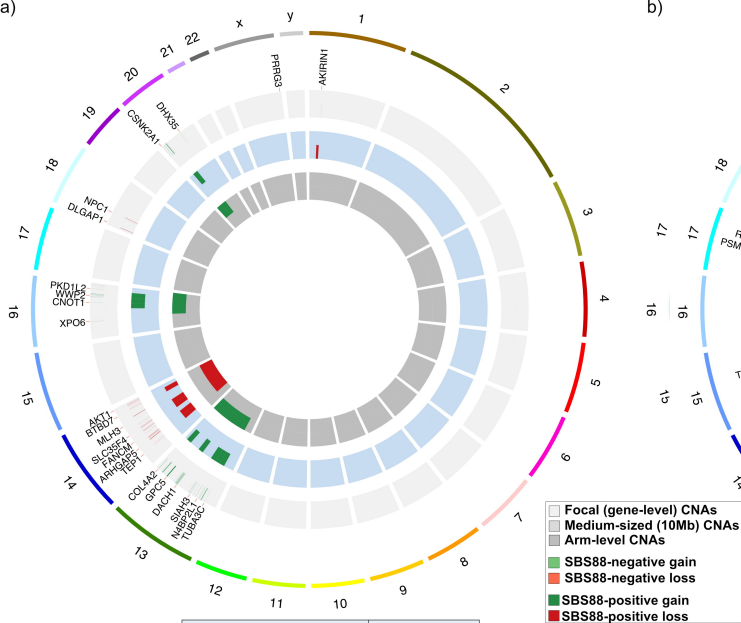 a)
b)
1
2
3
4
5
6
7
8
9
10
11
12
13
14
15
16
17
18
19
20
21
22
x
y
PRRG3
AKIRIN1
DHX35
CSNK2A1
NPC1
DLGAP1
PKD1L2
WWP2
CNOT1
XPO6
AKT1
BTBD7
MLH3
SLC35F4
FANCM
ARHGAP5
TEP1
COL4A2
GPC5
DACH1
SIAH3
N4BP2L1
TUBA3C
18
17
17
PSM
16
16
15
15
14
Focal (gene-level) CNAs
Medium-sized (10Mb) CNAs
Arm-level CNAs
SBS88-negative gain
SBS88-negative loss
SBS88-positive gain
SBS88-positive loss